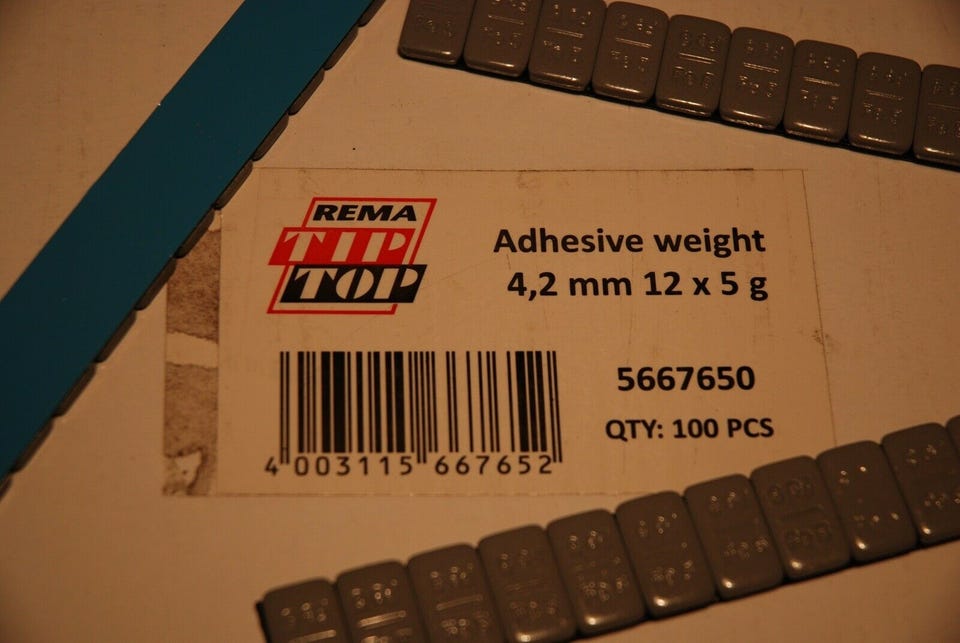 REMA
TIP
TOP
Adhesive weight
4,2 mm 12 x 5 g
5667650
QTY: 100 PCS
4 003115 667652